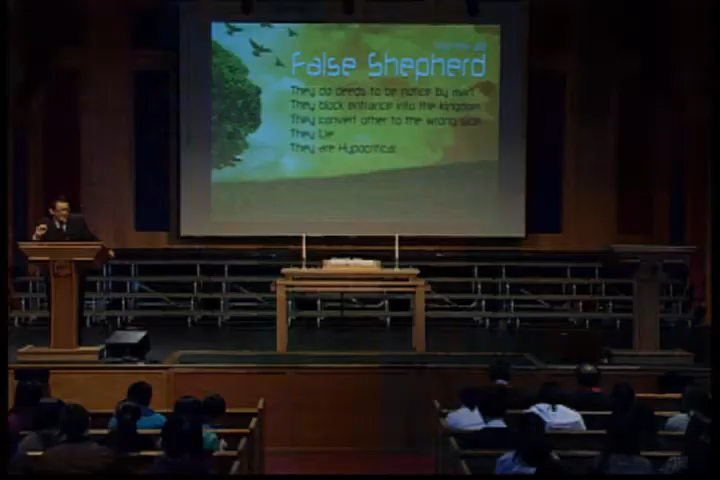 False Shepherd
They do deeds to be notice by man
They block entrance into the kingdom
They convert other to the wrong side
They Lie
They are Hypocritical